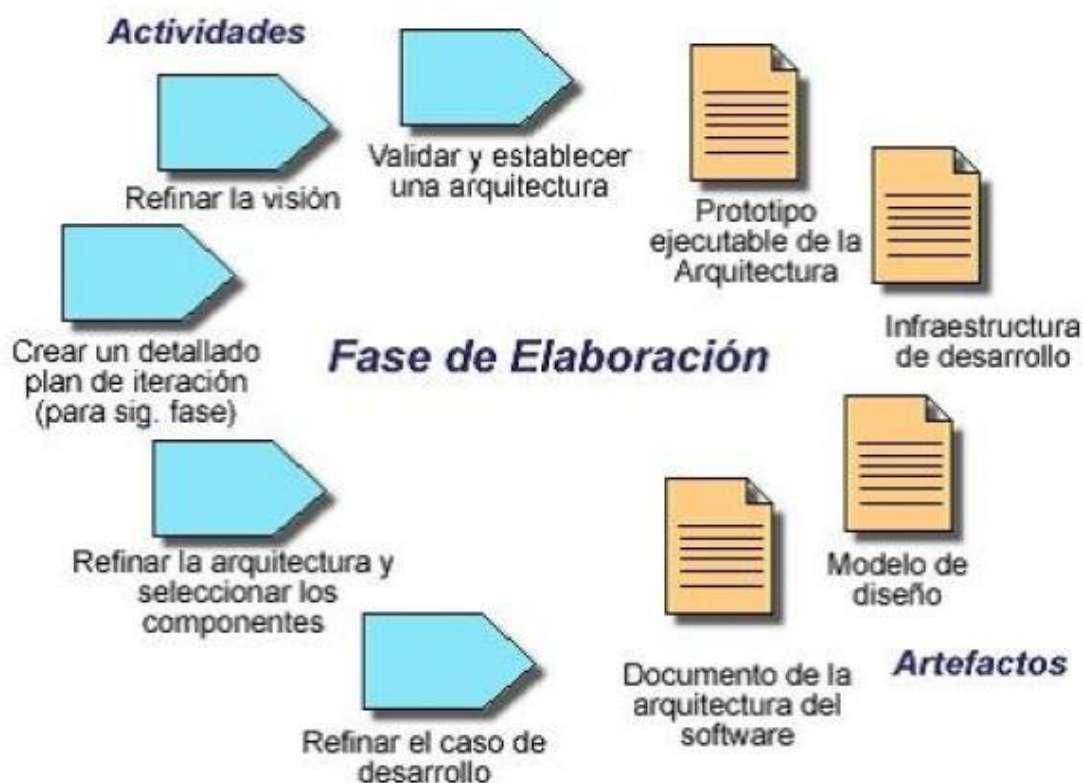 Actividades
Refinar la visión
Validar y establecer
una arquitectura
Prototipo
ejecutable de la
Arquitectura
Infraestructura
de desarrollo
Crear un detallado
plan de iteración
(para sig. fase)
Fase de Elaboración
Refinar la arquitectura y
seleccionar los
componentes
Modelo de
diseño
Refinar el caso de
desarrollo
Documento de la
arquitectura del
software
Artefactos